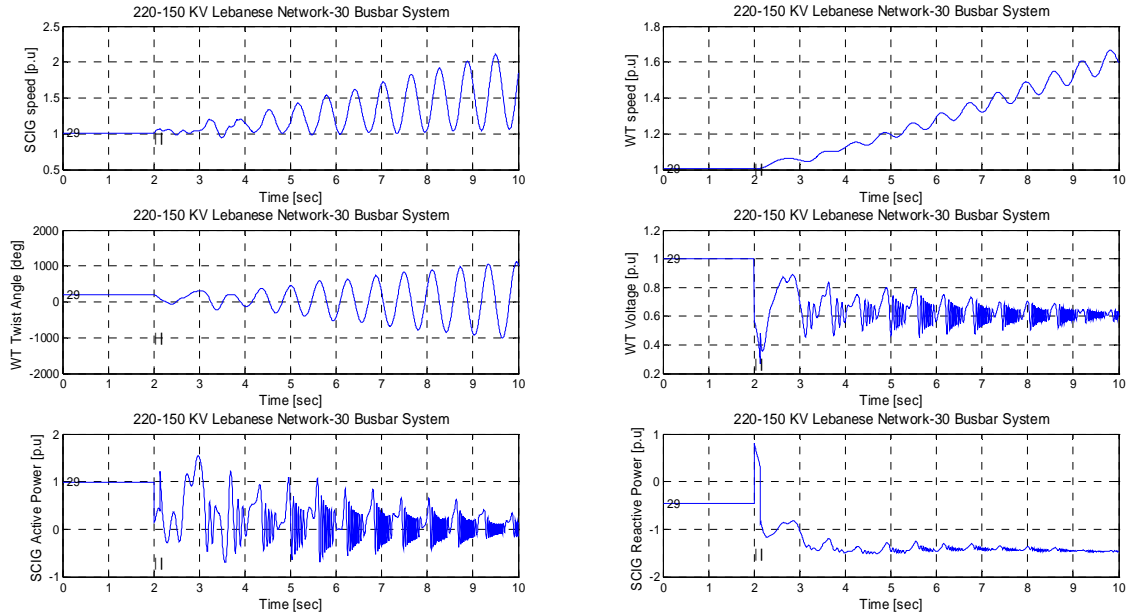 220-150 KV Lebanese Network-30 Busbar System
SCIG speed [p.u]
2.5
2
1.5
1
0.5
29
0 1 2 3 4 5 6 7 8 9 10
Time [sec]
220-150 KV Lebanese Network-30 Busbar System
WT speed [p.u]
1.8
1.6
1.4
1.2
1
29
0 1 2 3 4 5 6 7 8 9 10
Time [sec]
220-150 KV Lebanese Network-30 Busbar System
WT Twist Angle [deg]
2000
1000
0
-1000
-2000
29
0 1 2 3 4 5 6 7 8 9 10
Time [sec]
220-150 KV Lebanese Network-30 Busbar System
WT Voltage [p.u]
1.2
1
0.8
0.6
0.4
0.2
29
0 1 2 3 4 5 6 7 8 9 10
Time [sec]
220-150 KV Lebanese Network-30 Busbar System
SCIG Active Power [p.u]
2
1
0
-1
29
0 1 2 3 4 5 6 7 8 9 10
Time [sec]
220-150 KV Lebanese Network-30 Busbar System
SCIG Reactive Power [p.u]
1
0
-1
-2
29
0 1 2 3 4 5 6 7 8 9 10
Time [sec]